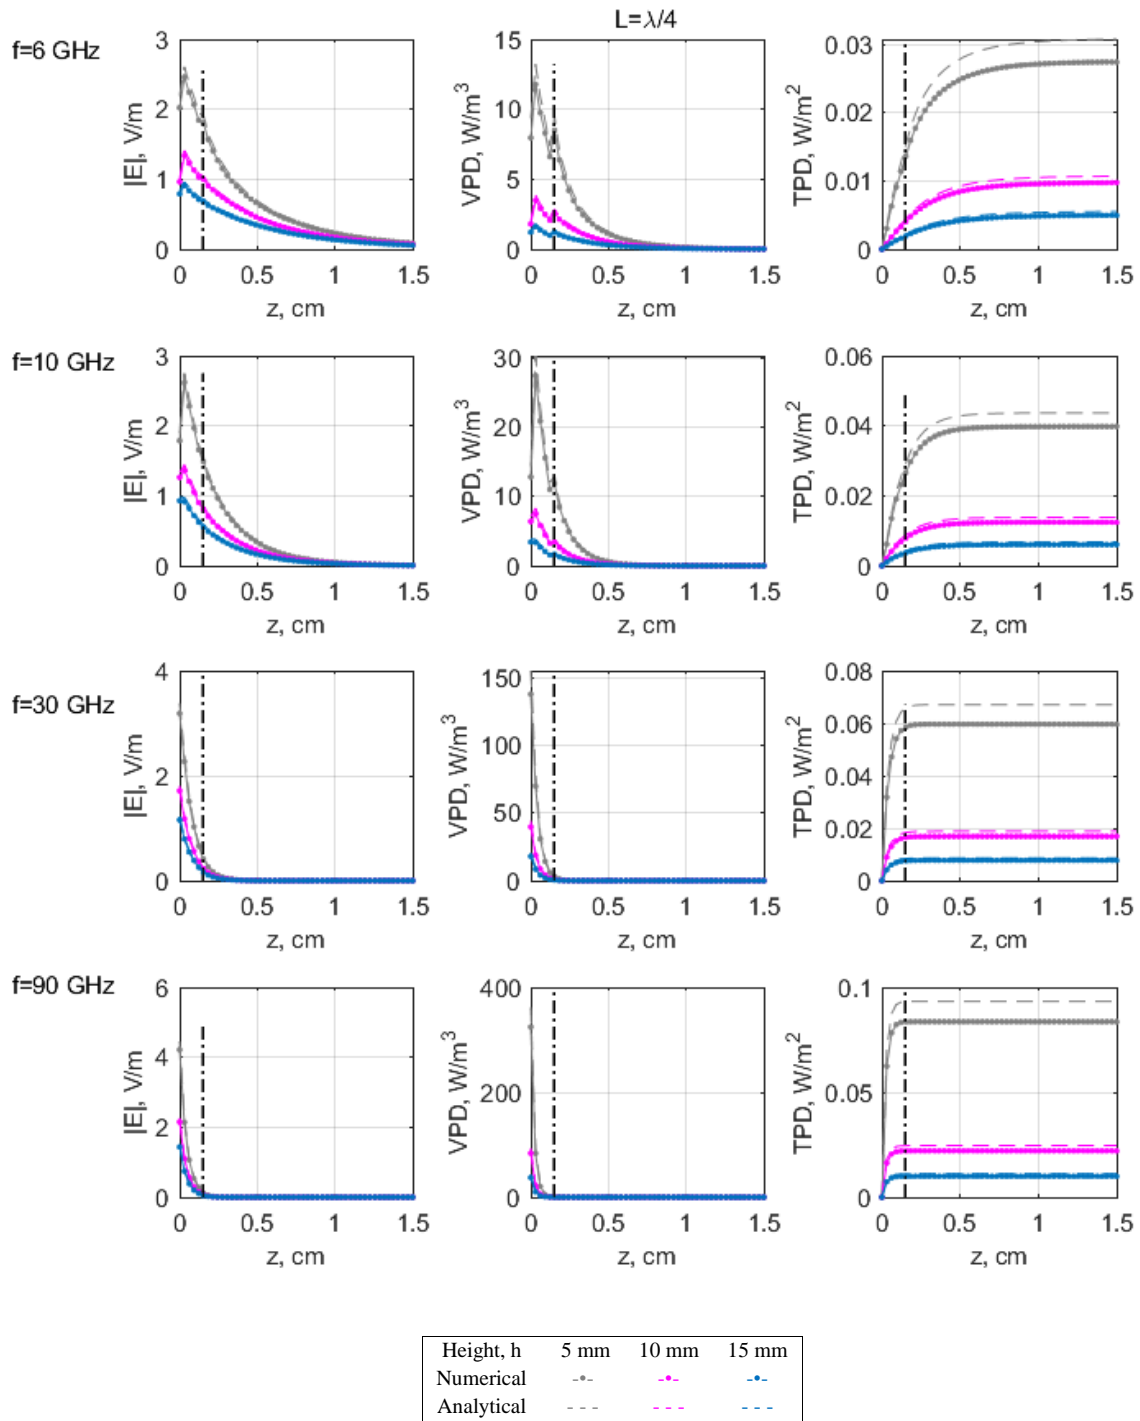 L=λ/4
f=6 GHz
3
2
1
0
|E|, V/m
0 0.5 1 1.5
z, cm
15
10
5
0
VPD, W/m³
0 0.5 1 1.5
z, cm
0.03
0.02
0.01
0
TPD, W/m²
0 0.5 1 1.5
z, cm
f=10 GHz
3
2
1
0
|E|, V/m
0 0.5 1 1.5
z, cm
30
20
10
0
VPD, W/m³
0 0.5 1 1.5
z, cm
0.06
0.04
0.02
0
TPD, W/m²
0 0.5 1 1.5
z, cm
f=30 GHz
4
2
0
|E|, V/m
0 0.5 1 1.5
z, cm
150
100
50
0
VPD, W/m³
0 0.5 1 1.5
z, cm
0.08
0.06
0.04
0.02
0
TPD, W/m²
0 0.5 1 1.5
z, cm
f=90 GHz
6
4
2
0
|E|, V/m
0 0.5 1 1.5
z, cm
400
200
0
VPD, W/m³
0 0.5 1 1.5
z, cm
0.1
0.05
0
TPD, W/m²
0 0.5 1 1.5
z, cm
Height, h 5 mm 10 mm 15 mm
Numerical
Analytical